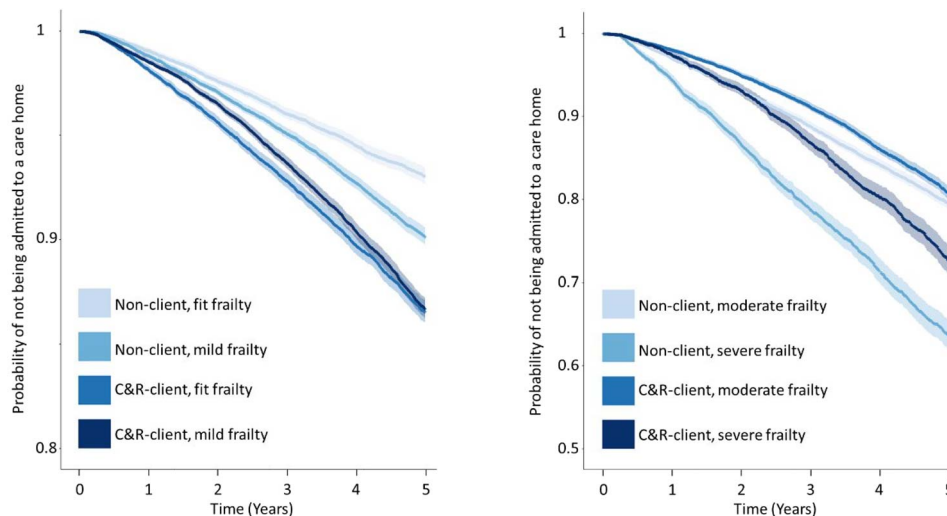 Probability of not being admitted to a care home
1
0.9
0.8
Non-client, fit frailty
Non-client, mild frailty
C&R-client, fit frailty
C&R-client, mild frailty
0 1 2 3 4 5
Time (Years)
Probability of not being admitted to a care home
1
0.9
0.8
0.7
0.6
0.5
Non-client, moderate frailty
Non-client, severe frailty
C&R-client, moderate frailty
C&R-client, severe frailty
0 1 2 3 4 5
Time (Years)